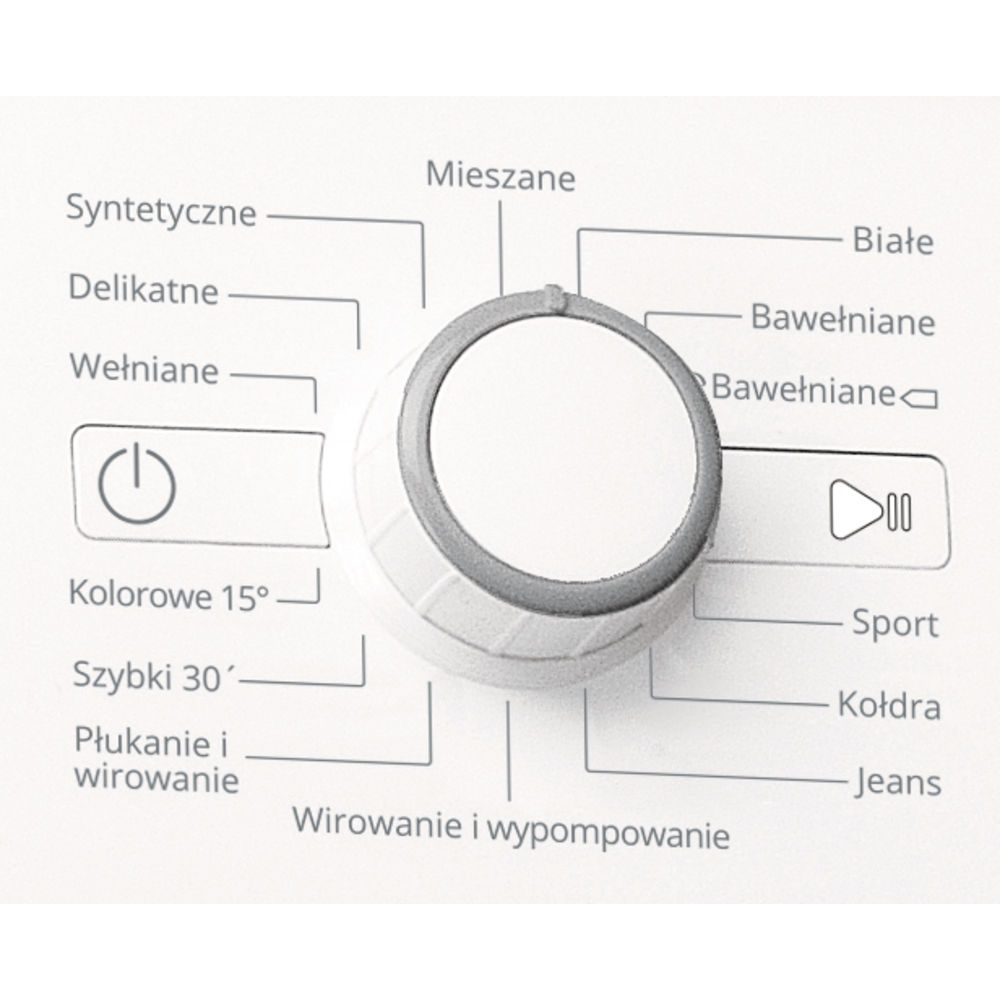 Mieszane
Syntetyczne
Białe
Delikatne
Bawełniane
Wełniane
Bawełniane
Kolorowe 15°
Sport
Szybki 30´
Kołdra
Płukanie i
wirowanie
Jeans
Wirowanie i wypompowanie